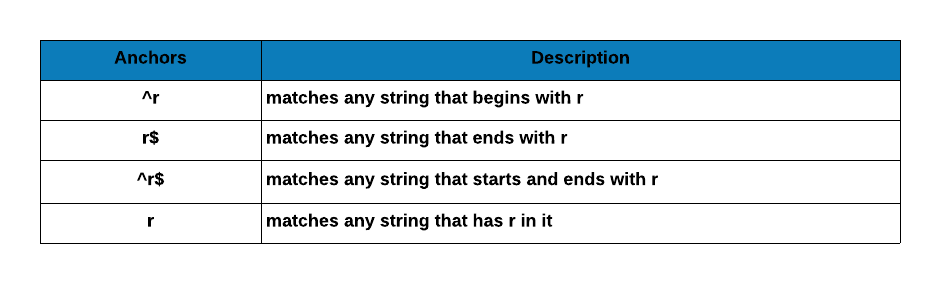 Anchors Description
^r matches any string that begins with r
r$ matches any string that ends with r
^r$ matches any string that starts and ends with r
r matches any string that has r in it